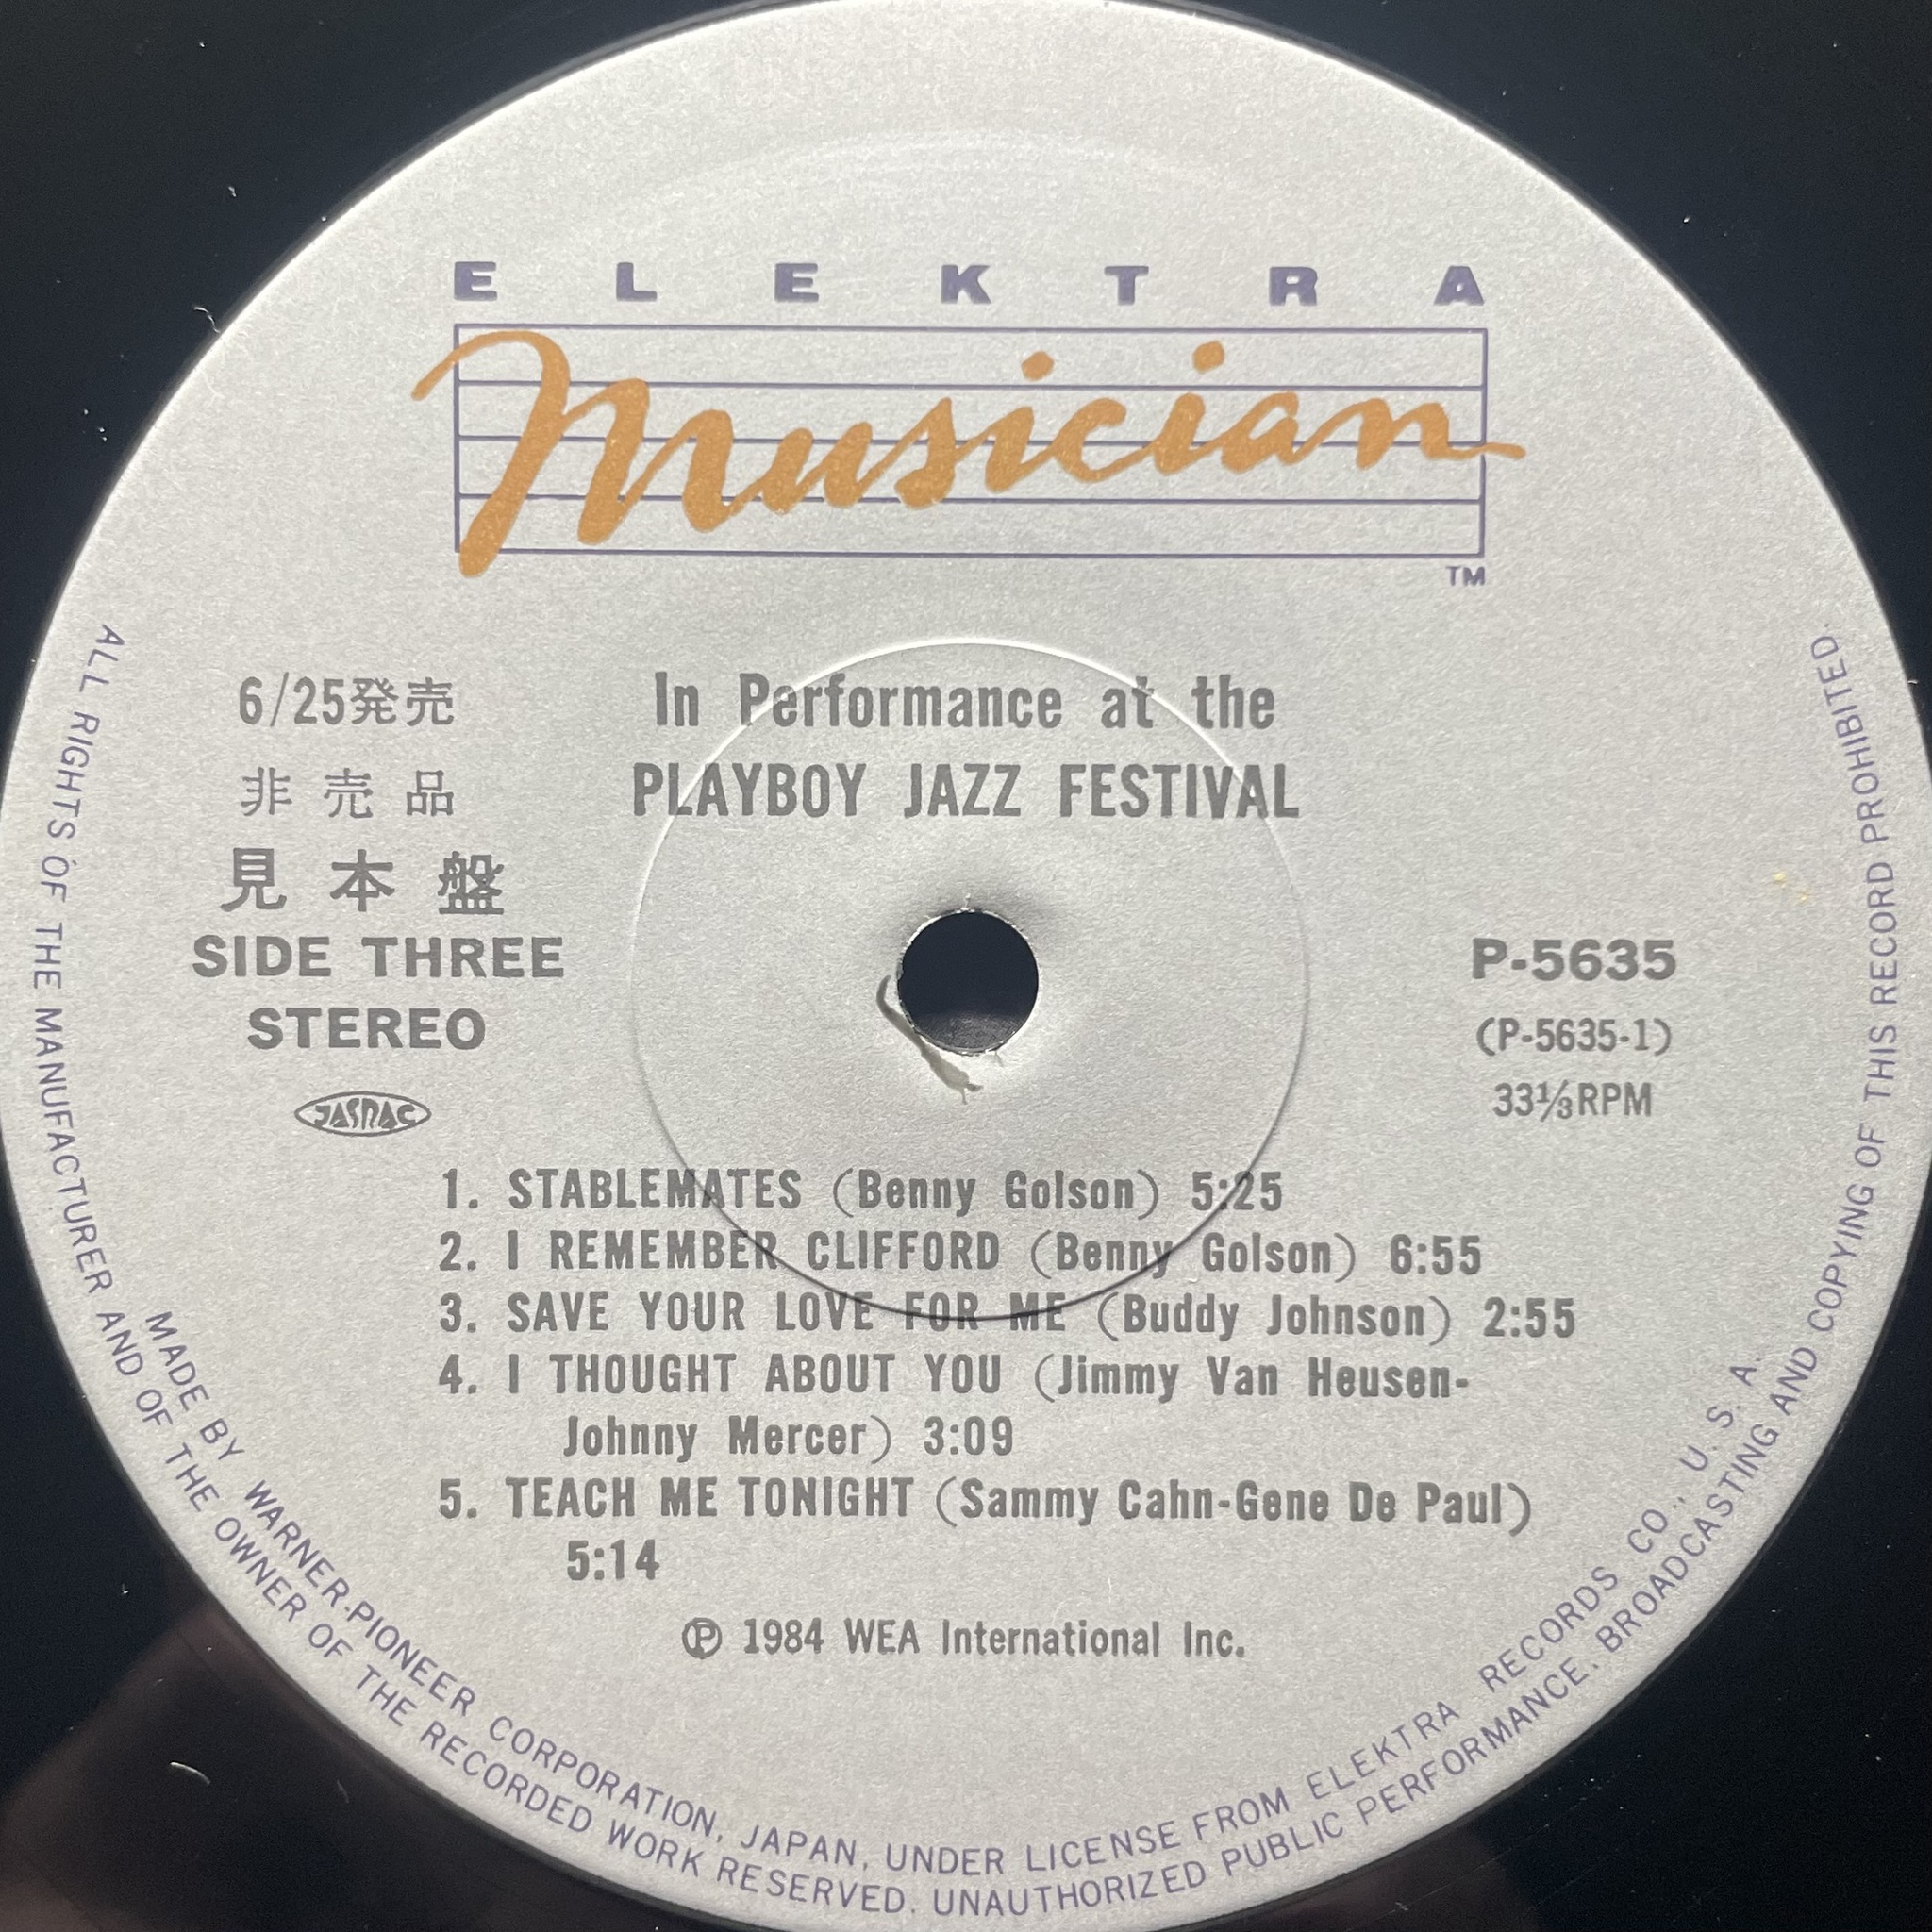 ELEKTRA
Musician
TM
6/25発売
非売品
見本盤
SIDE THREE
STEREO
JASRAC
In Performance at the
PLAYBOY JAZZ FESTIVAL
P-5635
(P-5635-1)
33⅓RPM
1. STABLEMATES (Benny Golson) 5:25
2. I REMEMBER CLIFFORD (Benny Golson) 6:55
3. SAVE YOUR LOVE FOR ME (Buddy Johnson) 2:55
4. I THOUGHT ABOUT YOU (Jimmy Van Heusen-
Johnny Mercer) 3:09
5. TEACH ME TONIGHT (Sammy Cahn-Gene De Paul)
5:14
Ⓟ 1984 WEA International Inc.
MADE BY WARNER-PIONEER CORPORATION, JAPAN, UNDER LICENSE FROM ELEKTRA RECORDS CO., U. S. A.
ALL RIGHTS OF THE MANUFACTURER AND OF THE OWNER OF THE RECORDED WORK RESERVED. UNAUTHORIZED PUBLIC PERFORMANCE, BROADCASTING AND COPYING OF THIS RECORD PROHIBITED.